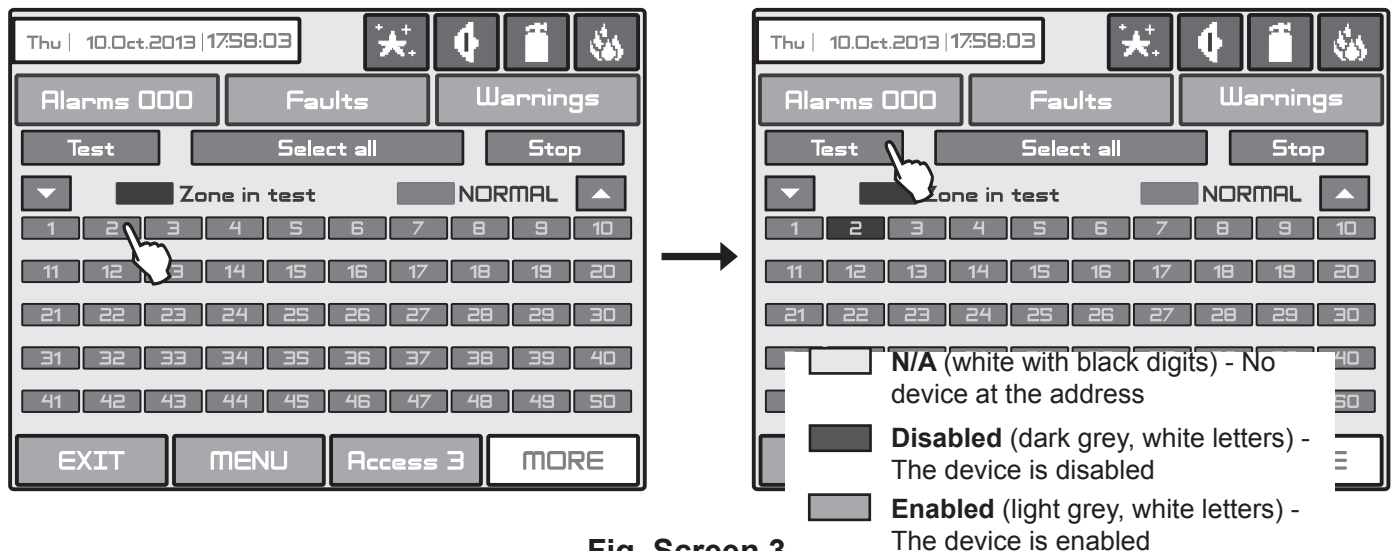 Thu | 10.Oct.2013 | 17:58:03
Alarms 000 Faults Warnings
Test Select all Stop
Zone in test NORMAL
1 2 3 4 5 6 7 8 9 10
11 12 13 14 15 16 17 18 19 20
21 22 23 24 25 26 27 28 29 30
31 32 33 34 35 36 37 38 39 40
41 42 43 44 45 46 47 48 49 50
EXIT MENU Access 3 MORE
Thu | 10.Oct.2013 | 17:58:03
Alarms 000 Faults Warnings
Test Select all Stop
Zone in test NORMAL
1 2 3 4 5 6 7 8 9 10
11 12 13 14 15 16 17 18 19 20
21 22 23 24 25 26 27 28 29 30
40
50
E
N/A (white with black digits) - No
device at the address
Disabled (dark grey, white letters) -
The device is disabled
Enabled (light grey, white letters) -
The device is enabled
Fig. Screen 3